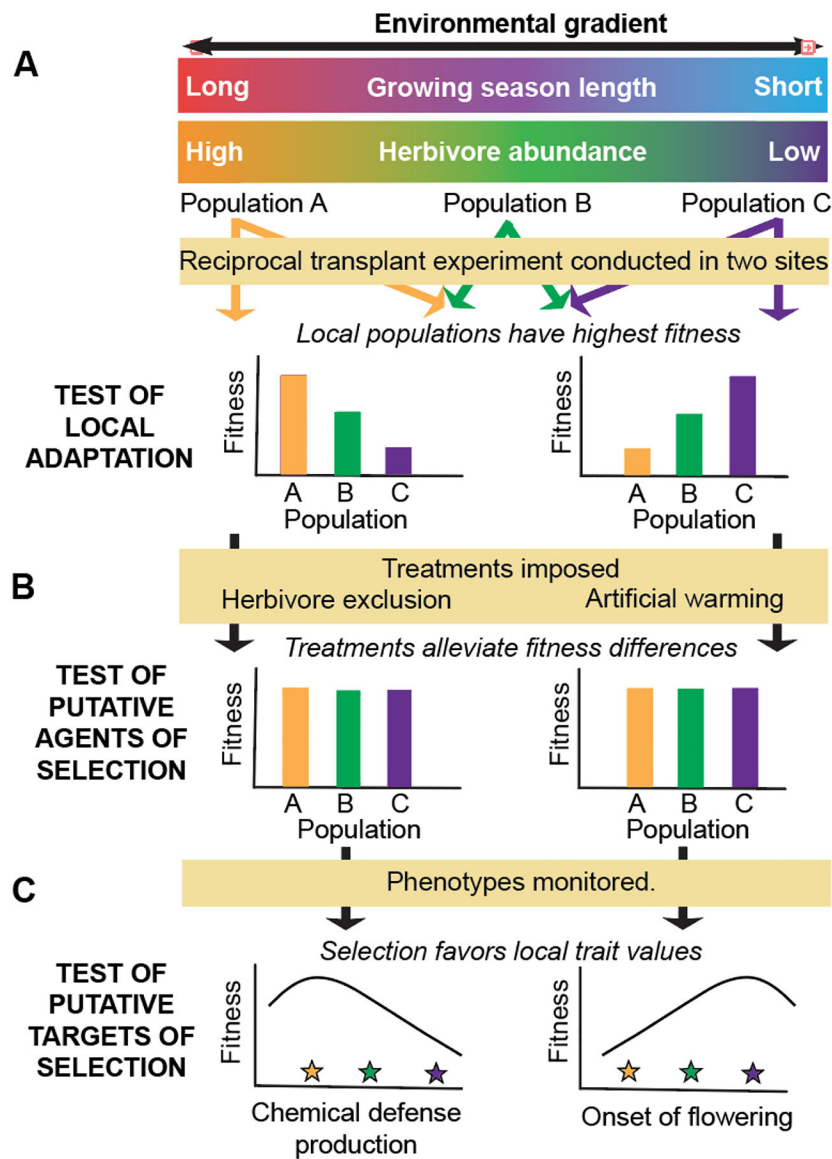 Environmental gradient
A
Long Growing season length Short
High Herbivore abundance Low
Population A Population B Population C
Reciprocal transplant experiment conducted in two sites
Local populations have highest fitness
TEST OF
LOCAL
ADAPTATION
Fitness
A B C
Population
Fitness
A B C
Population
B
Treatments imposed
Herbivore exclusion Artificial warming
Treatments alleviate fitness differences
TEST OF
PUTATIVE
AGENTS OF
SELECTION
Fitness
A B C
Population
Fitness
A B C
Population
C
Phenotypes monitored.
Selection favors local trait values
TEST OF
PUTATIVE
TARGETS OF
SELECTION
Fitness
Chemical defense
production
Fitness
Onset of flowering